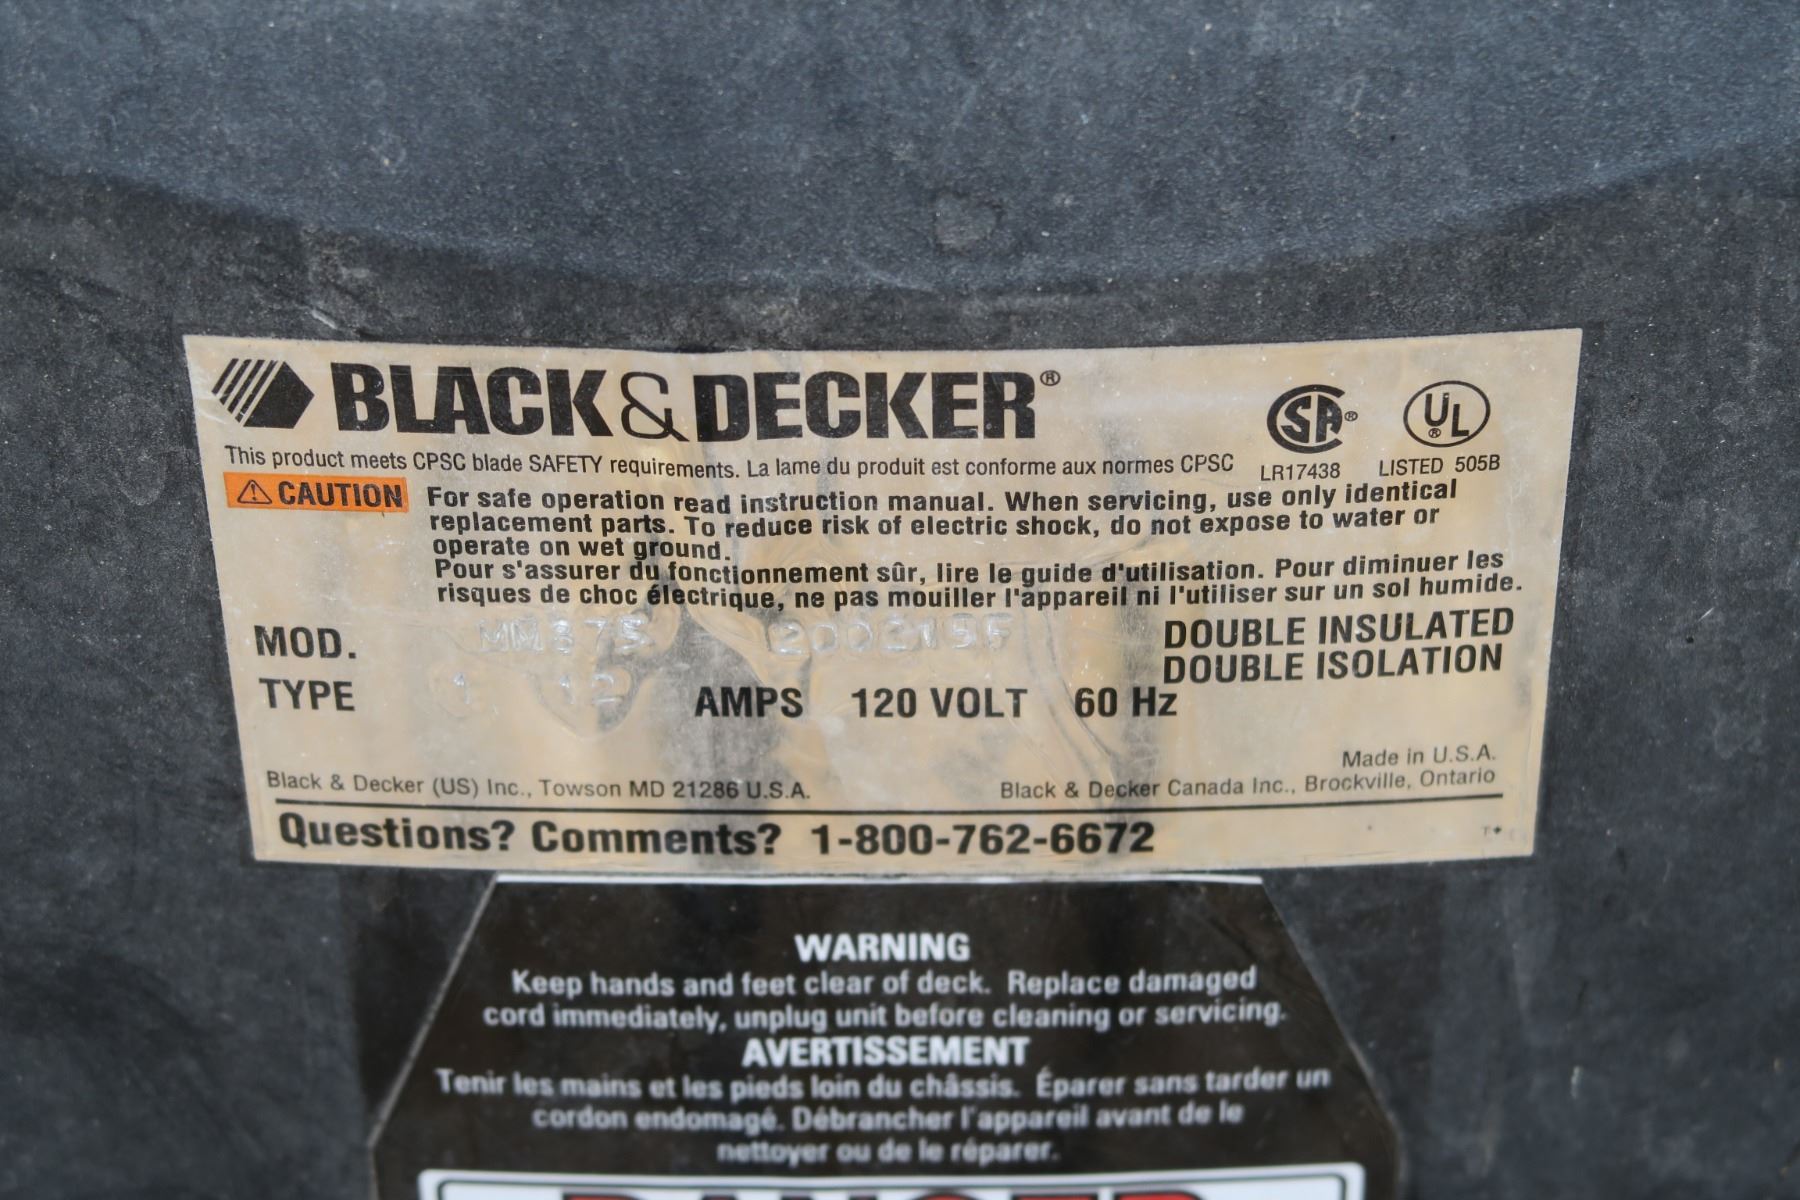 BLACK & DECKER®
This product meets CPSC blade SAFETY requirements. La lame du produit est conforme aux normes CPSC
SA®
LR17438
UL®
LISTED 505B
⚠ CAUTION
For safe operation read instruction manual. When servicing, use only identical
replacement parts. To reduce risk of electric shock, do not expose to water or
operate on wet ground.
Pour s'assurer du fonctionnement sûr, lire le guide d'utilisation. Pour diminuer les
risques de choc électrique, ne pas mouiller l'appareil ni l'utiliser sur un sol humide.
MOD. MM875
DOUBLE INSULATED
DOUBLE ISOLATION
TYPE 1 12 AMPS 120 VOLT 60 Hz
Made in U.S.A.
Black & Decker (US) Inc., Towson MD 21286 U.S.A. Black & Decker Canada Inc., Brockville, Ontario
Questions? Comments? 1-800-762-6672
WARNING
Keep hands and feet clear of deck. Replace damaged
cord immediately, unplug unit before cleaning or servicing.
AVERTISSEMENT
Tenir les mains et les pieds loin du châssis. Éparer sans tarder un
cordon endomagé. Débrancher l'appareil avant de le
nettoyer ou de le réparer.